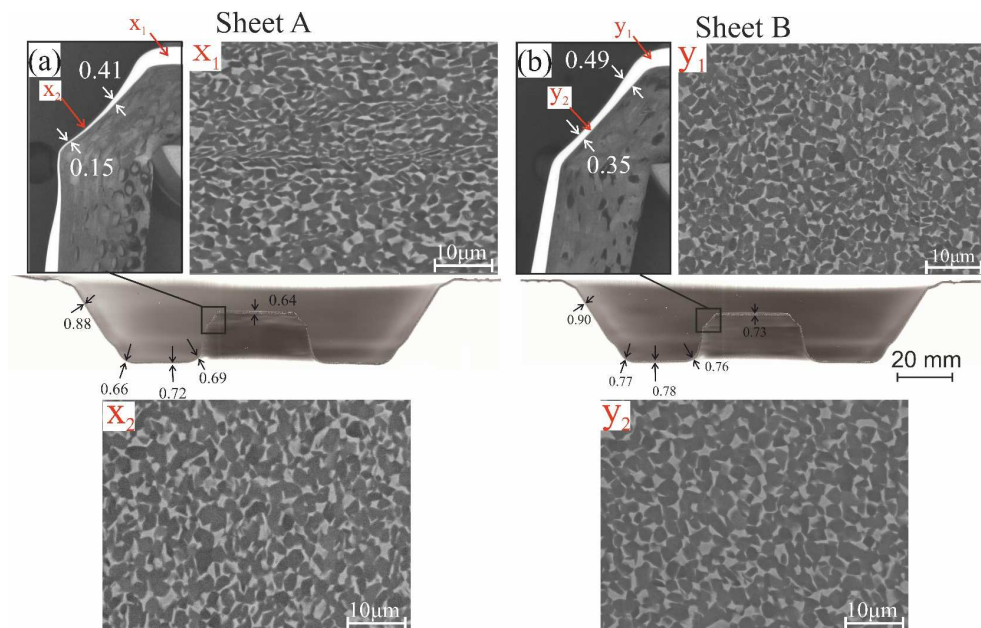 Sheet A
Sheet B
(a)
x1
0.41
x2
0.15
X1
10μm
(b)
0.49
y1
y2
0.35
y1
10μm
0.88
0.64
0.66
0.72
0.69
0.90
0.73
0.77
0.78
0.76
20 mm
X2
10μm
y2
10μm